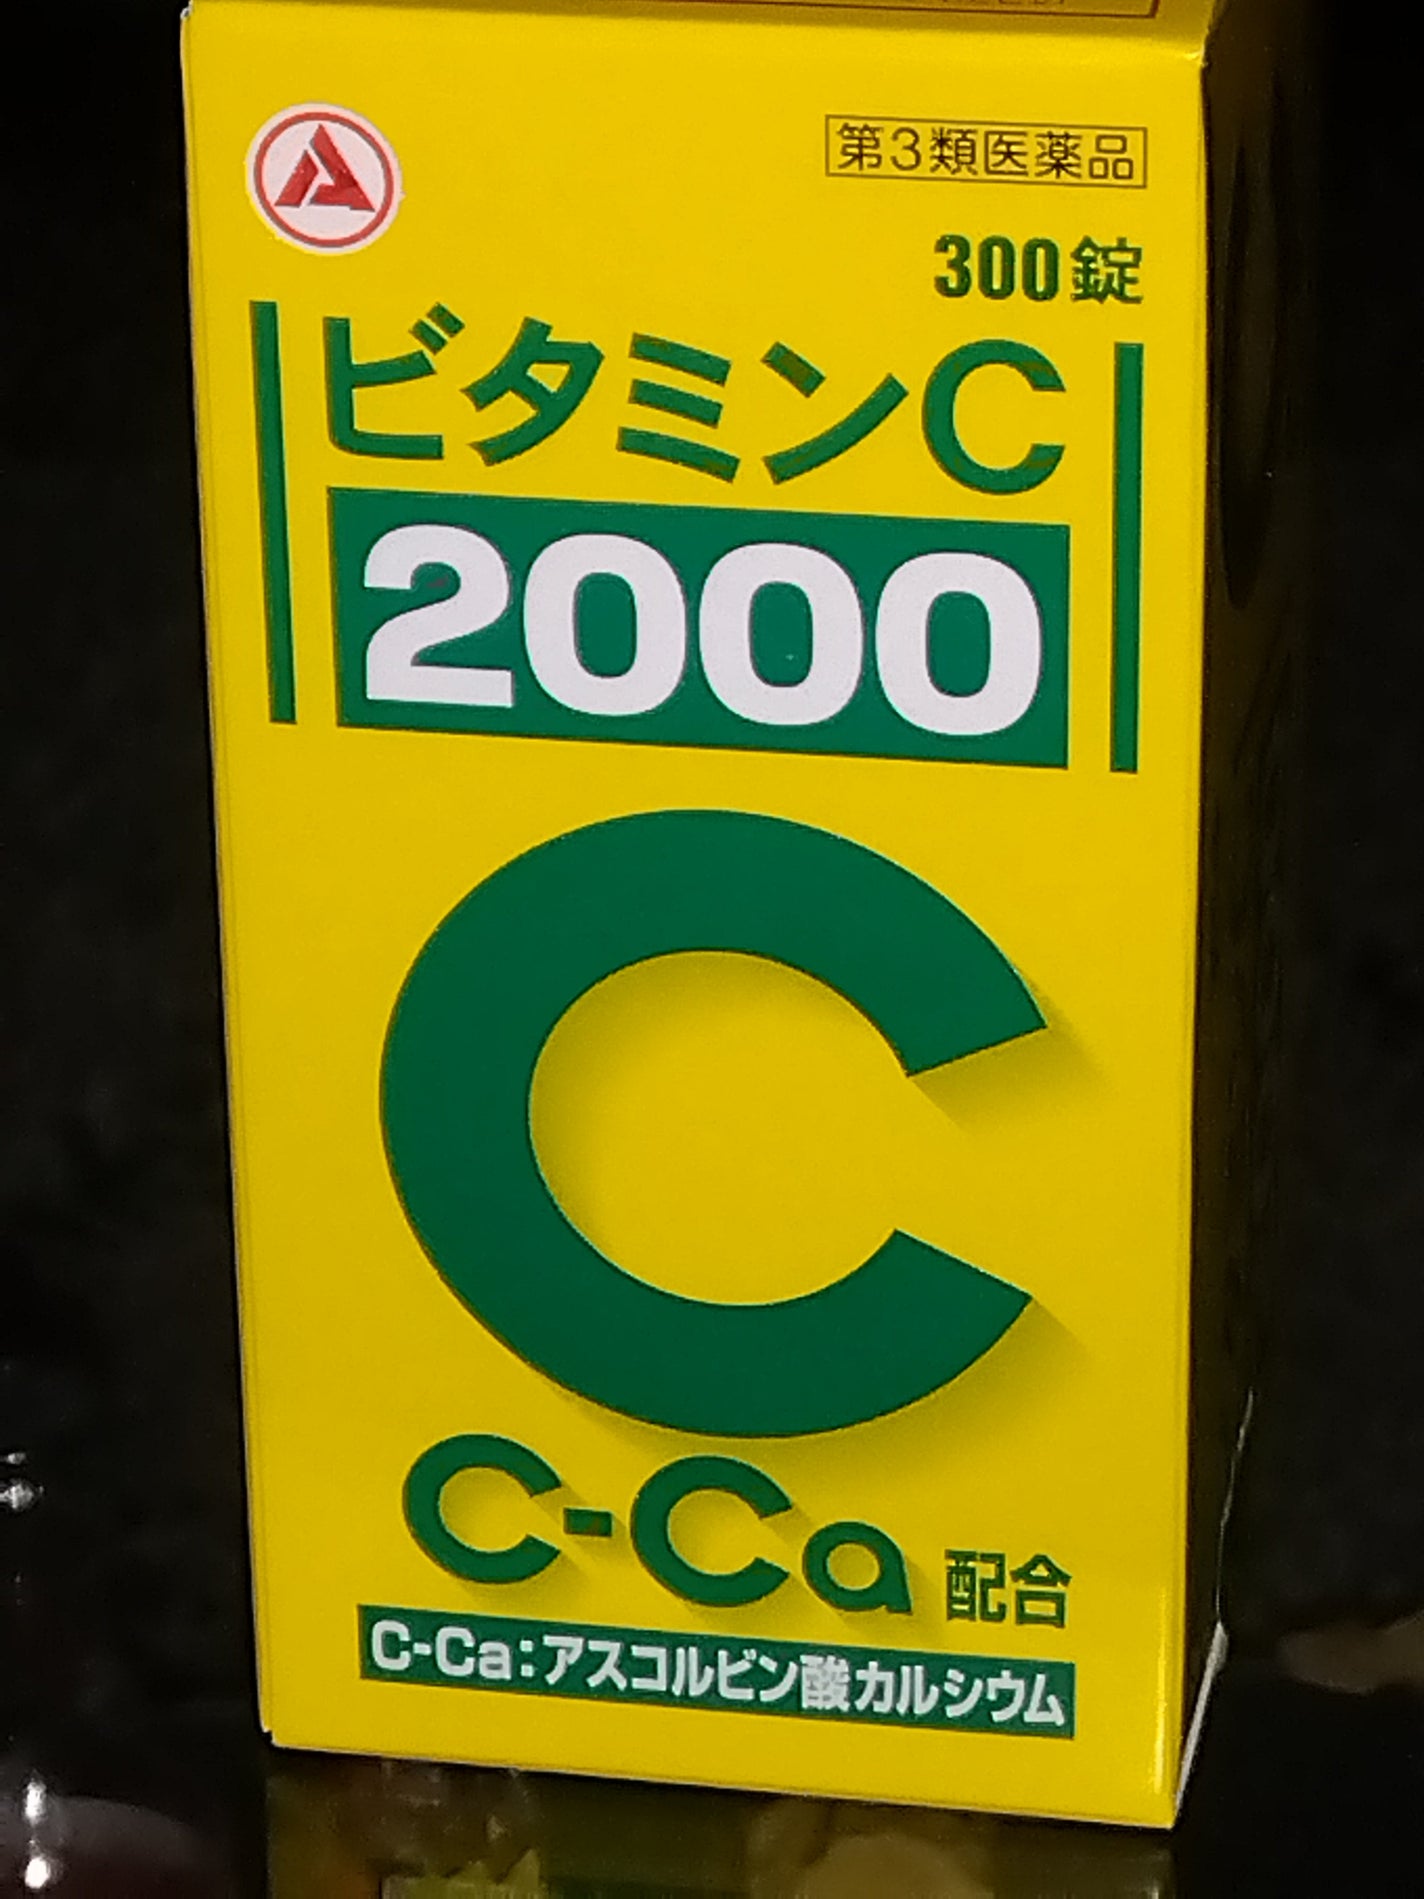 第3類医薬品
300錠
ビタミンC
2000
C
C-Ca 配合
C-Ca:アスコルビン酸カルシウム